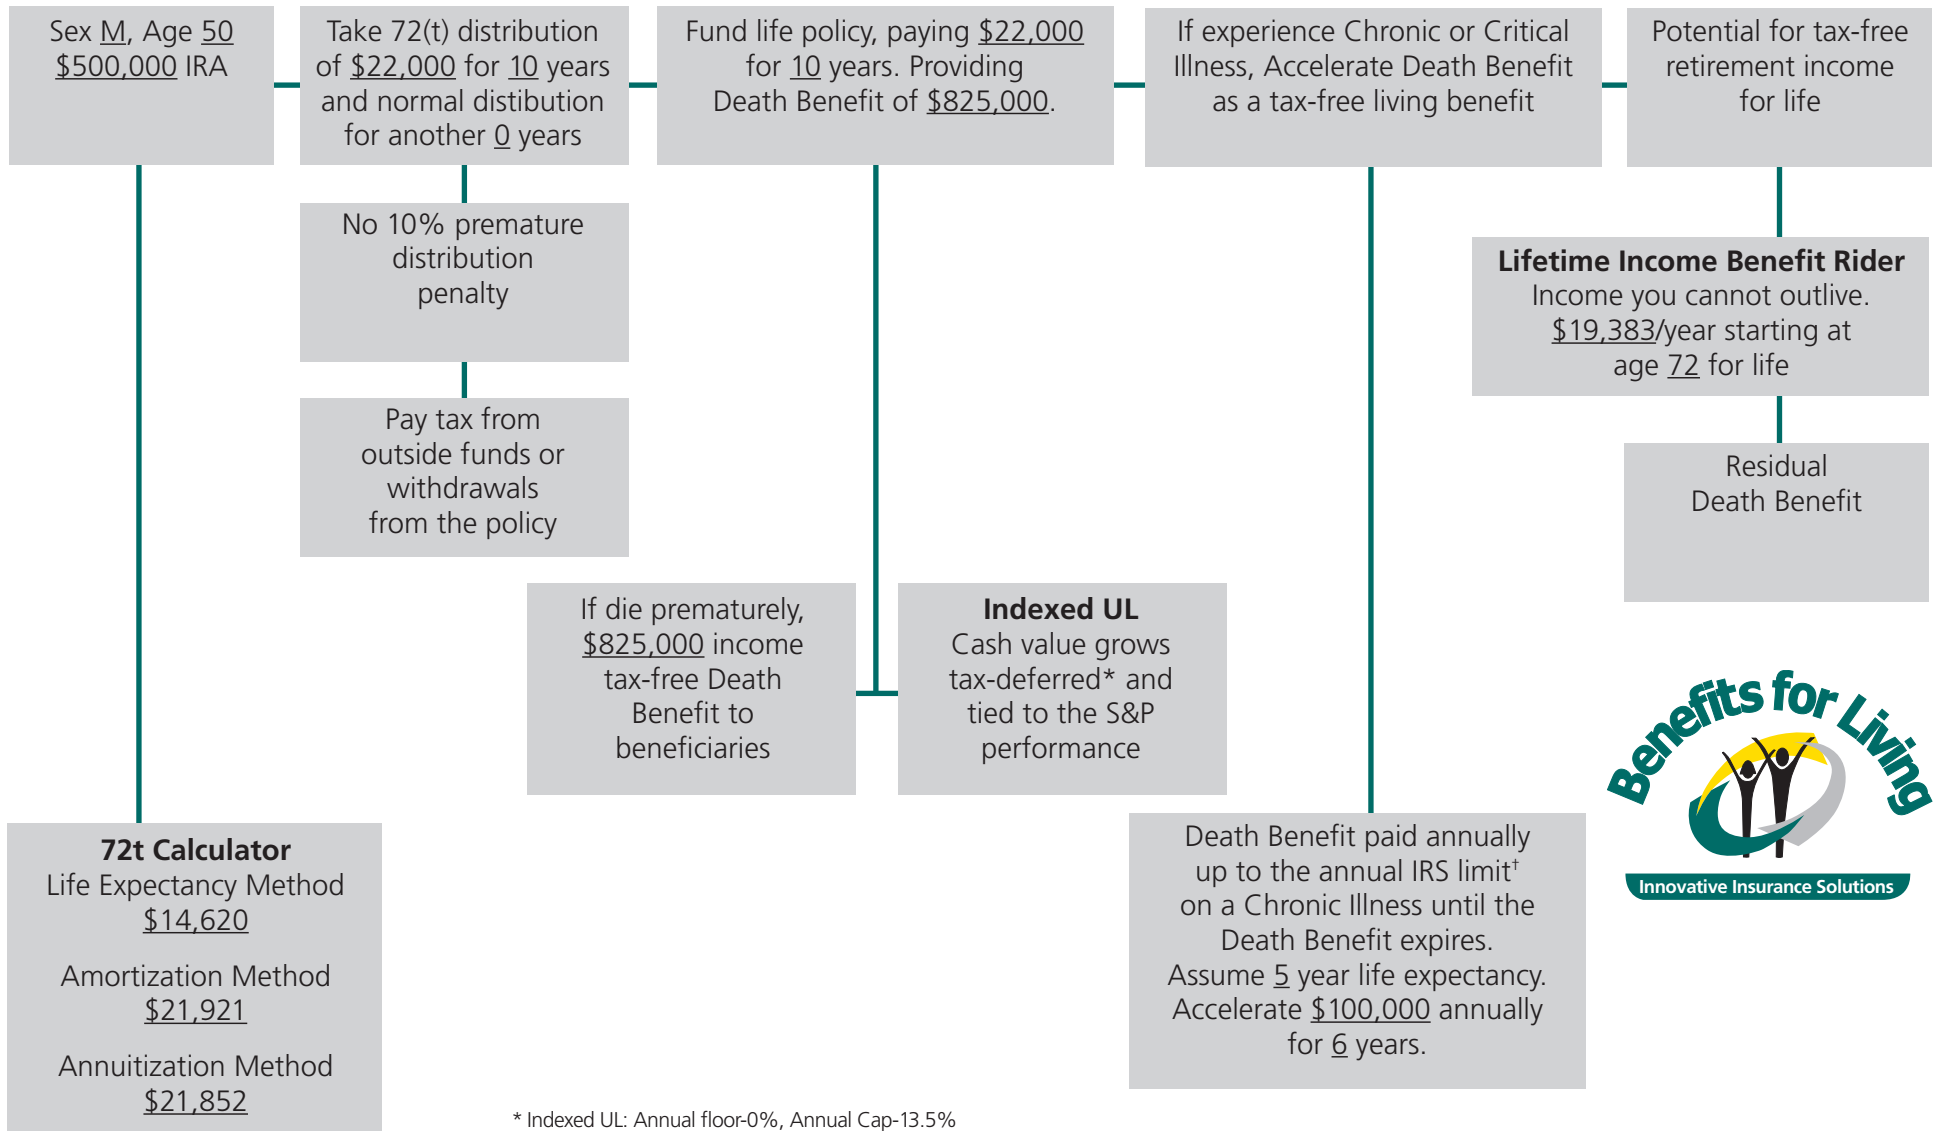 Sex M, Age 50
$500,000 IRA
Take 72(t) distribution
of $22,000 for 10 years
and normal distibution
for another 0 years
Fund life policy, paying $22,000
for 10 years. Providing
Death Benefit of $825,000.
If experience Chronic or Critical
Illness, Accelerate Death Benefit
as a tax-free living benefit
Potential for tax-free
retirement income
for life
No 10% premature
distribution
penalty
Pay tax from
outside funds or
withdrawals
from the policy
Lifetime Income Benefit Rider
Income you cannot outlive.
$19,383/year starting at
age 72 for life
Residual
Death Benefit
If die prematurely,
$825,000 income
tax-free Death
Benefit to
beneficiaries
Indexed UL
Cash value grows
tax-deferred* and
tied to the S&P
performance
Benefits for Living
Innovative Insurance Solutions
72t Calculator
Life Expectancy Method
$14,620
Amortization Method
$21,921
Annuitization Method
$21,852
Death Benefit paid annually
up to the annual IRS limit†
on a Chronic Illness until the
Death Benefit expires.
Assume 5 year life expectancy.
Accelerate $100,000 annually
for 6 years.
* Indexed UL: Annual floor-0%, Annual Cap-13.5%